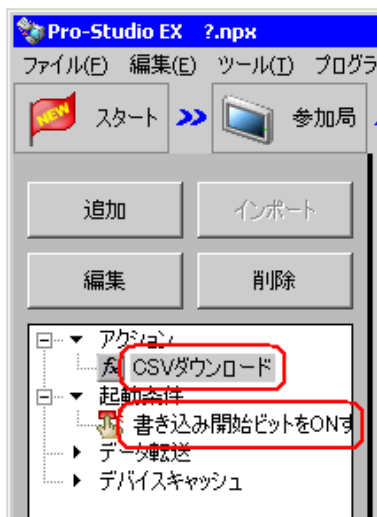 Pro-Studio EX ?.npx
ファイル(F) 編集(E) ツール(T) プログラ
NEW スタート 参加局
追加 インポート
編集 削除
アクション
fx CSVダウンロード
起動条件
書き込み開始ビットをONす
データ転送
デバイスキャッシュ